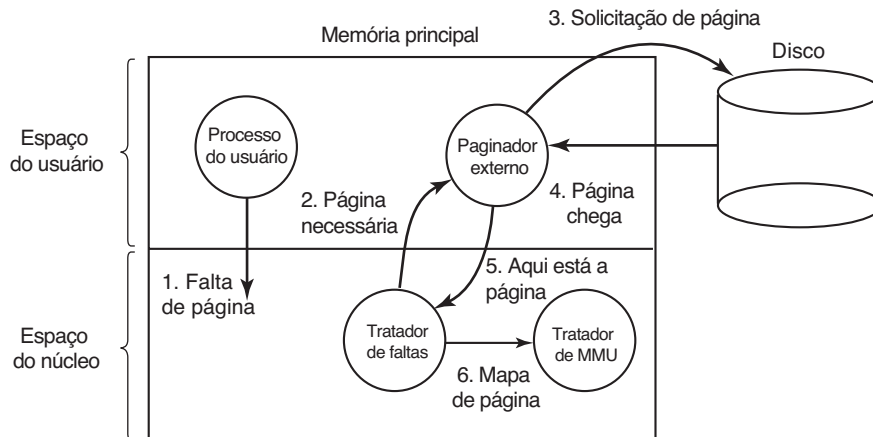 3. Solicitação de página
Memória principal
Disco
Espaço
do usuário
Processo
do usuário
Paginador
externo
2. Página
necessária
4. Página
chega
1. Falta
de página
5. Aqui está a
página
Espaço
do núcleo
Tratador
de faltas
Tratador
de MMU
6. Mapa
de página